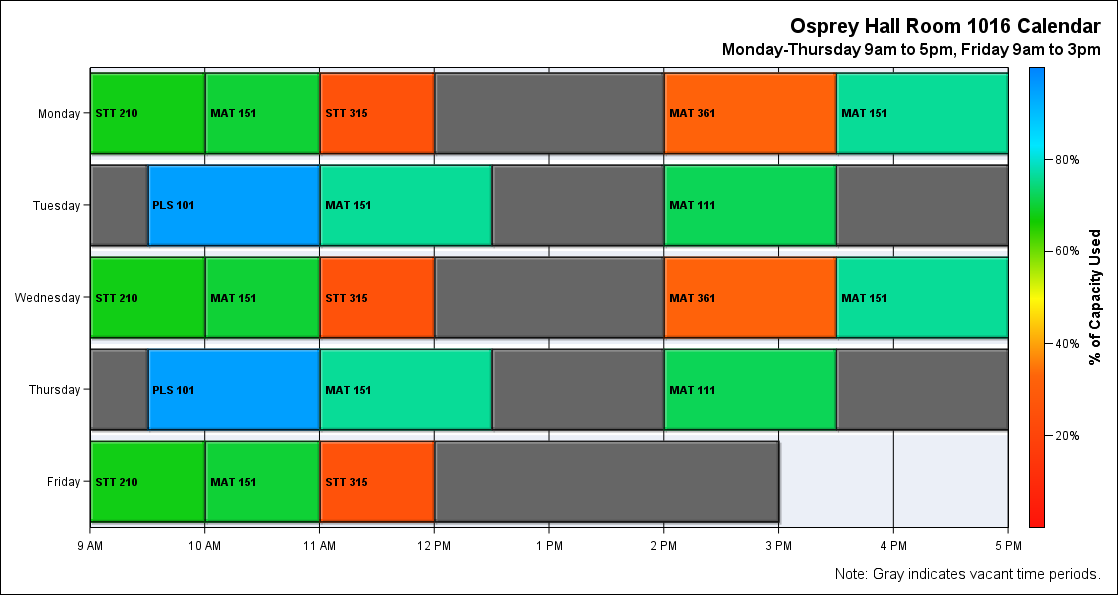 Osprey Hall Room 1016 Calendar
Monday-Thursday 9am to 5pm, Friday 9am to 3pm
Monday
STT 210
MAT 151
STT 315
MAT 361
MAT 151
Tuesday
PLS 101
MAT 151
MAT 111
Wednesday
STT 210
MAT 151
STT 315
MAT 361
MAT 151
Thursday
PLS 101
MAT 151
MAT 111
Friday
STT 210
MAT 151
STT 315
9 AM
10 AM
11 AM
12 PM
1 PM
2 PM
3 PM
4 PM
5 PM
80%
60%
40%
20%
% of Capacity Used
Note: Gray indicates vacant time periods.